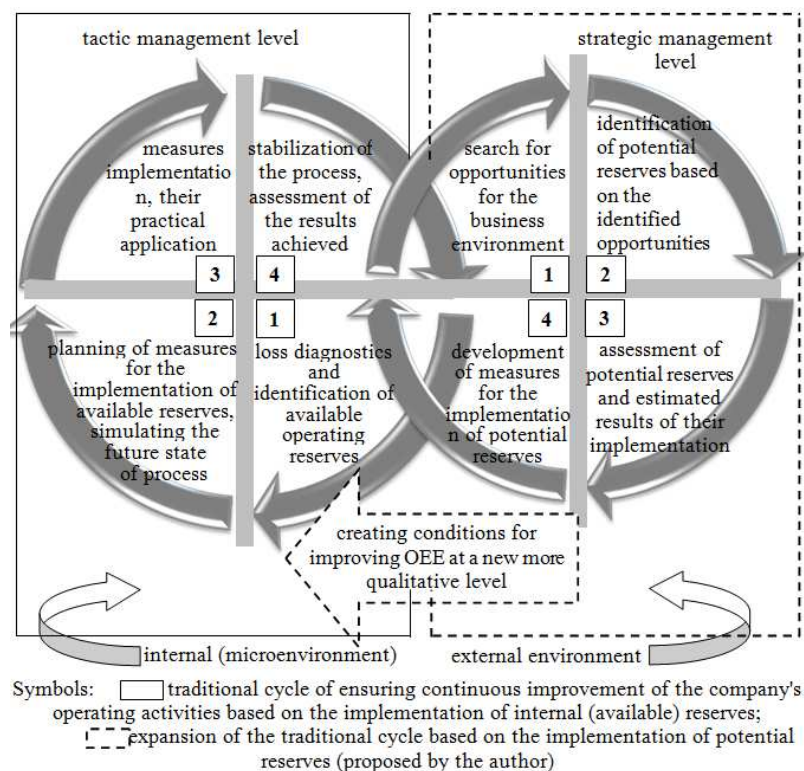 tactic management level
strategic management
level
measures
implementatio
n, their
practical
application
3
stabilization of
the process,
assessment of
the results
achieved
4
search for
opportunities
for the
business
environment
1
identification
of potential
reserves based
on the
identified
opportunities
2
2
planning of measures
for the
implementation of
available reserves,
simulating the
future state
of process
1
loss diagnostics
and
identification of
available
operating
reserves
4
development
of measures
for the
implementatio
n of potential
reserves
3
assessment of
potential reserves
and estimated
results of their
implementation
creating conditions for
improving OEE at a new more
qualitative level
internal (microenvironment)
external environment
Symbols: traditional cycle of ensuring continuous improvement of the company's
operating activities based on the implementation of internal (available) reserves;
expansion of the traditional cycle based on the implementation of potential
reserves (proposed by the author)